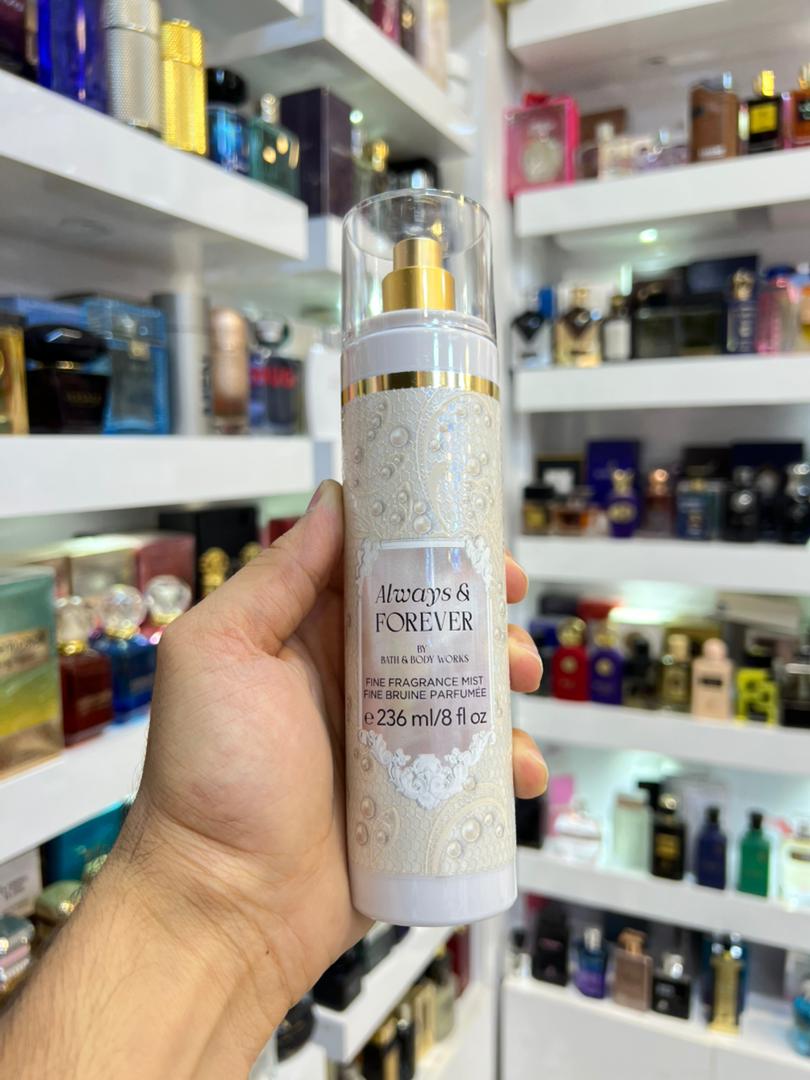 Always &
FOREVER
BY
BATH & BODY WORKS
FINE FRAGRANCE MIST
FINE BRUINE PARFUMÉE
℮ 236 ml/8 fl oz